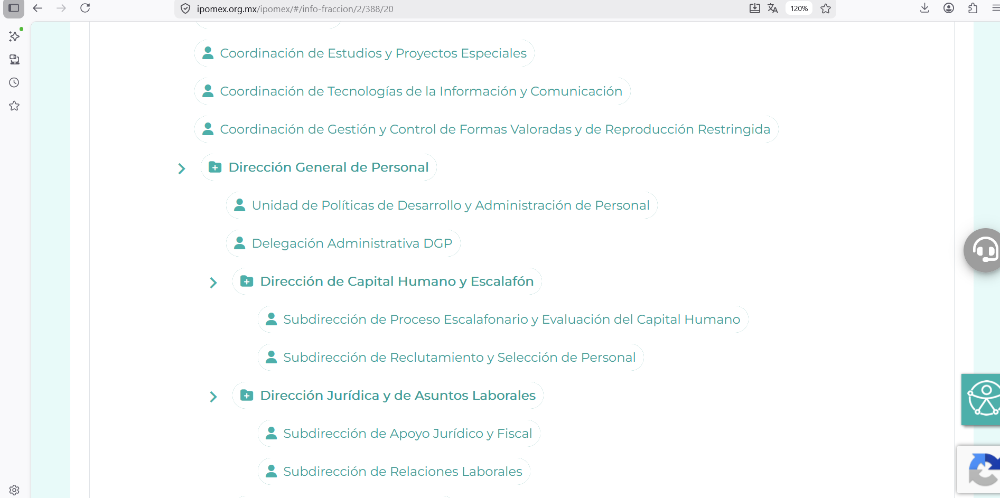 ipomex.org.mx/ipomex/#/info-fraccion/2/388/20
120%
Coordinación de Estudios y Proyectos Especiales
Coordinación de Tecnologías de la Información y Comunicación
Coordinación de Gestión y Control de Formas Valoradas y de Reproducción Restringida
Dirección General de Personal
Unidad de Políticas de Desarrollo y Administración de Personal
Delegación Administrativa DGP
Dirección de Capital Humano y Escalafón
Subdirección de Proceso Escalafonario y Evaluación del Capital Humano
Subdirección de Reclutamiento y Selección de Personal
Dirección Jurídica y de Asuntos Laborales
Subdirección de Apoyo Jurídico y Fiscal
Subdirección de Relaciones Laborales